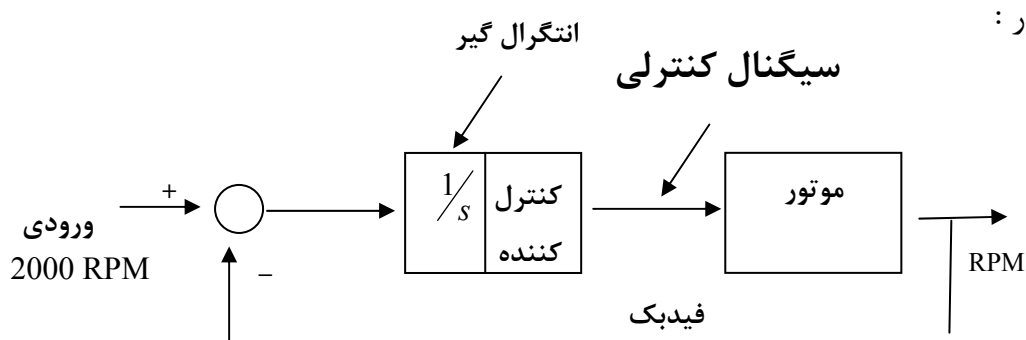 ر :
انتگرال گیر
سیگنال کنترلی
+
ورودی
2000 RPM
−
1/s
کنترل
کننده
موتور
RPM
فیدبک